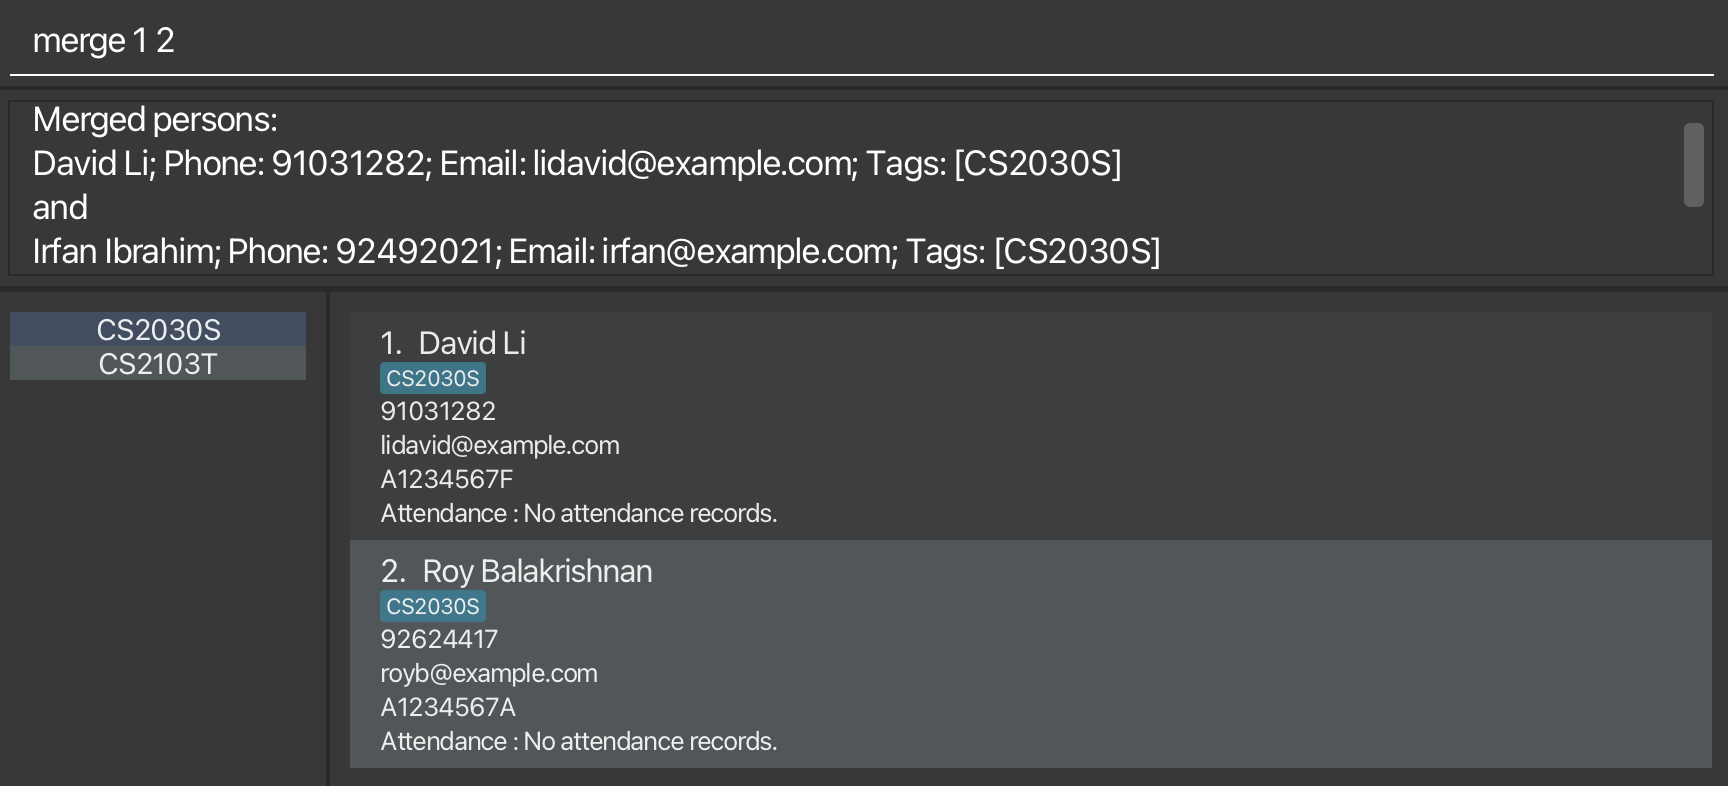 merge 1 2
Merged persons:
David Li; Phone: 91031282; Email: lidavid@example.com; Tags: [CS2030S]
and
Irfan Ibrahim; Phone: 92492021; Email: irfan@example.com; Tags: [CS2030S]
CS2030S
CS2103T
1. David Li
CS2030S
91031282
lidavid@example.com
A1234567F
Attendance : No attendance records.
2. Roy Balakrishnan
CS2030S
92624417
royb@example.com
A1234567A
Attendance : No attendance records.